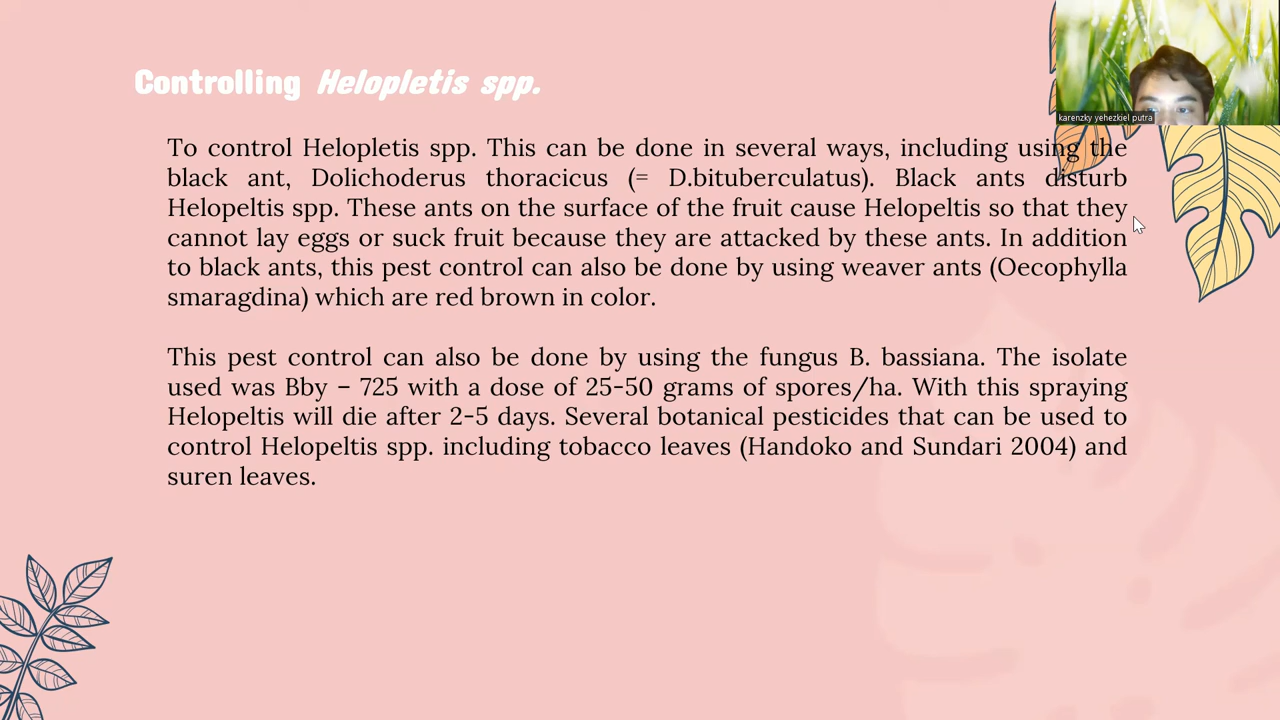 Controlling Helopletis spp.
karenzky yehezkiel putra
To control Helopletis spp. This can be done in several ways, including using the
black ant, Dolichoderus thoracicus (= D.bituberculatus). Black ants disturb
Helopeltis spp. These ants on the surface of the fruit cause Helopeltis so that they
cannot lay eggs or suck fruit because they are attacked by these ants. In addition
to black ants, this pest control can also be done by using weaver ants (Oecophylla
smaragdina) which are red brown in color.
This pest control can also be done by using the fungus B. bassiana. The isolate
used was Bby – 725 with a dose of 25-50 grams of spores/ha. With this spraying
Helopeltis will die after 2-5 days. Several botanical pesticides that can be used to
control Helopeltis spp. including tobacco leaves (Handoko and Sundari 2004) and
suren leaves.